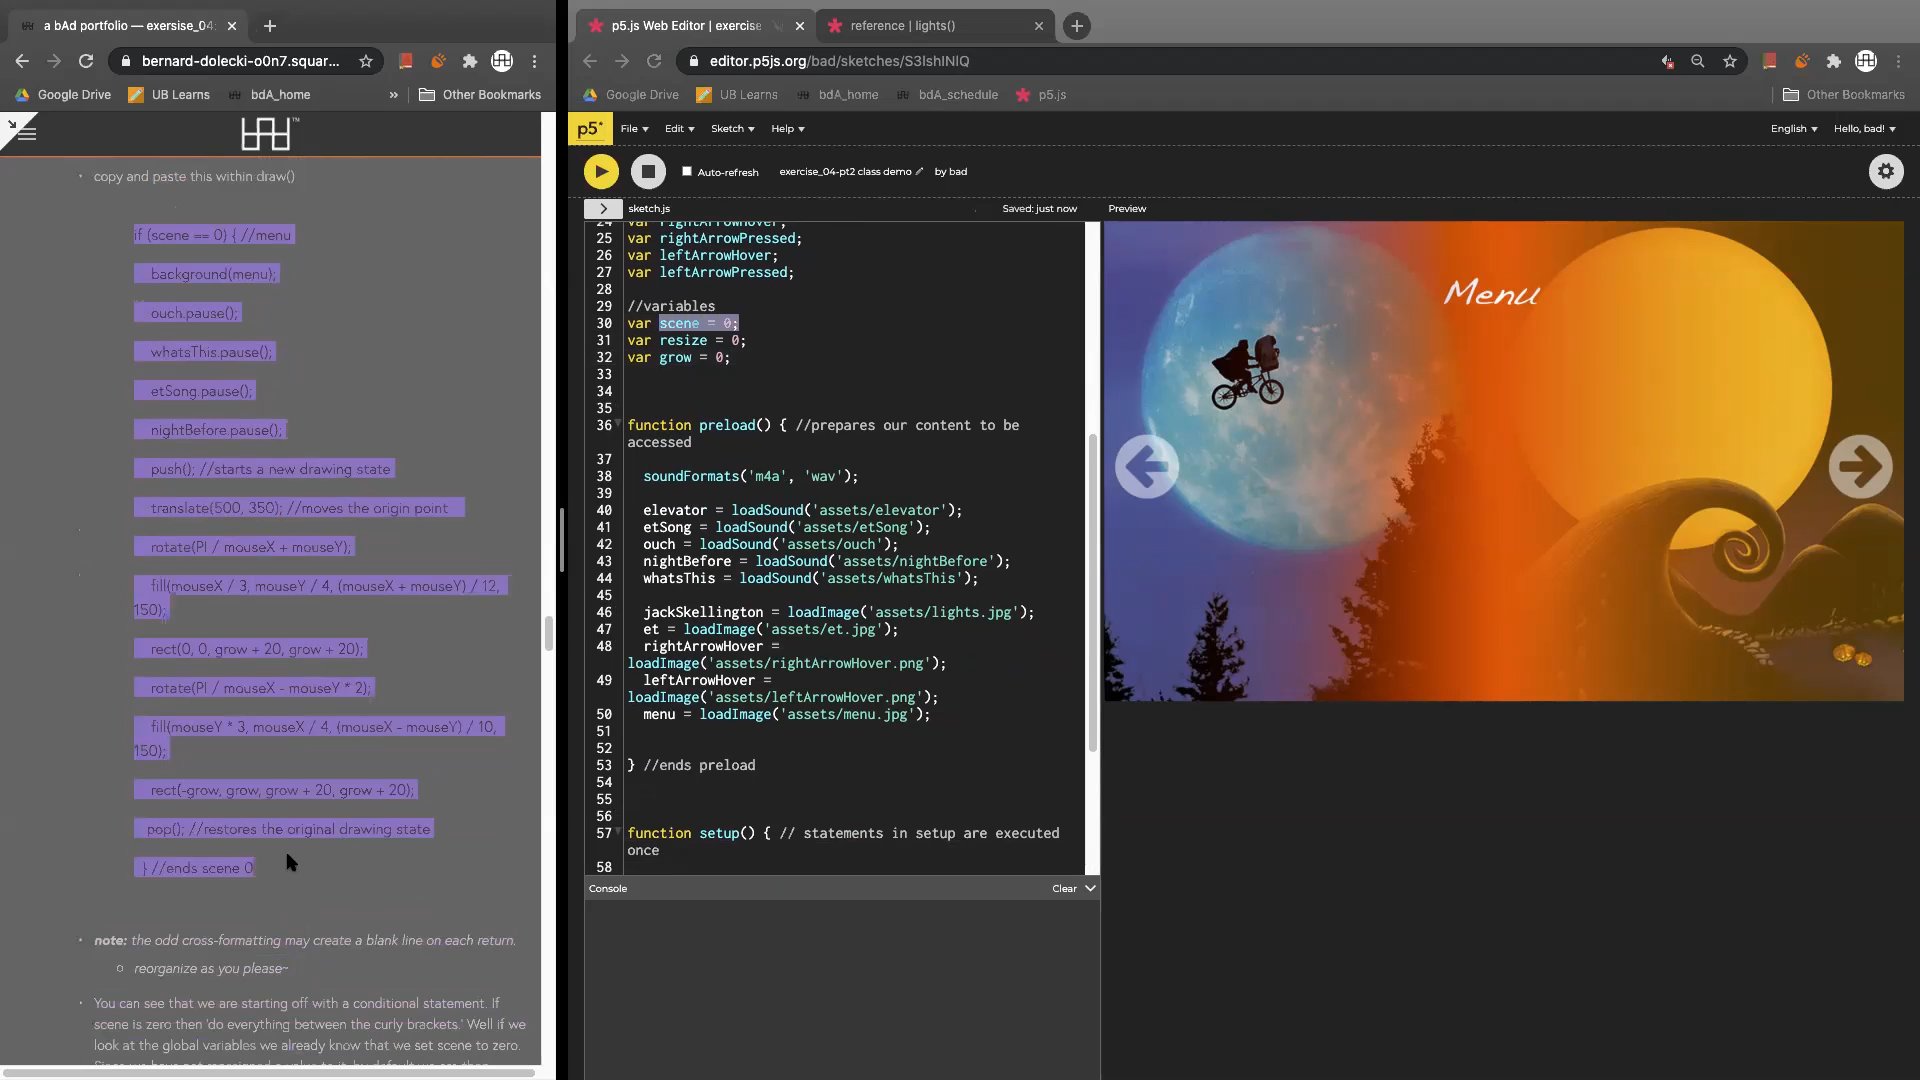 a bAd portfolio — exersise_04:
bernard-dolecki-o0n7.squar...
Google Drive
UB Learns
bdA_home
»
Other Bookmarks
copy and paste this within draw()
if (scene == 0) { //menu
background(menu);
ouch.pause();
whatsThis.pause();
etSong.pause();
nightBefore.pause();
push(); //starts a new drawing state
translate(500, 350); //moves the origin point
rotate(PI / mouseX + mouseY);
fill(mouseX / 3, mouseY / 4, (mouseX + mouseY) / 12,
150);
rect(0, 0, grow + 20, grow + 20);
rotate(PI / mouseX - mouseY * 2);
fill(mouseY * 3, mouseX / 4, (mouseX - mouseY) / 10,
150);
rect(-grow, grow, grow + 20, grow + 20);
pop(); //restores the original drawing state
} //ends scene 0
note: the odd cross-formatting may create a blank line on each return.
reorganize as you please~
You can see that we are starting off with a conditional statement. If
scene is zero then 'do everything between the curly brackets.' Well if we
look at the global variables we already know that we set scene to zero.
p5.js Web Editor | exercise
reference | lights()
editor.p5js.org/bad/sketches/S3IshINIQ
Google Drive
UB Learns
bdA_home
bdA_schedule
p5.js
Other Bookmarks
p5*
File
Edit
Sketch
Help
English
Hello, bad!
Auto-refresh
exercise_04-pt2 class demo
by bad
sketch.js
Saved: just now
Preview
24 var rightArrowHover;
25 var rightArrowPressed;
26 var leftArrowHover;
27 var leftArrowPressed;
28
29 //variables
30 var scene = 0;
31 var resize = 0;
32 var grow = 0;
33
34
35
36 function preload() { //prepares our content to be
accessed
37
38 soundFormats('m4a', 'wav');
39
40 elevator = loadSound('assets/elevator');
41 etSong = loadSound('assets/etSong');
42 ouch = loadSound('assets/ouch');
43 nightBefore = loadSound('assets/nightBefore');
44 whatsThis = loadSound('assets/whatsThis');
45
46 jackSkellington = loadImage('assets/lights.jpg');
47 et = loadImage('assets/et.jpg');
48 rightArrowHover =
loadImage('assets/rightArrowHover.png');
49 leftArrowHover =
loadImage('assets/leftArrowHover.png');
50 menu = loadImage('assets/menu.jpg');
51
52
53 } //ends preload
54
55
56
57 function setup() { // statements in setup are executed
once
58
Console
Clear
Menu